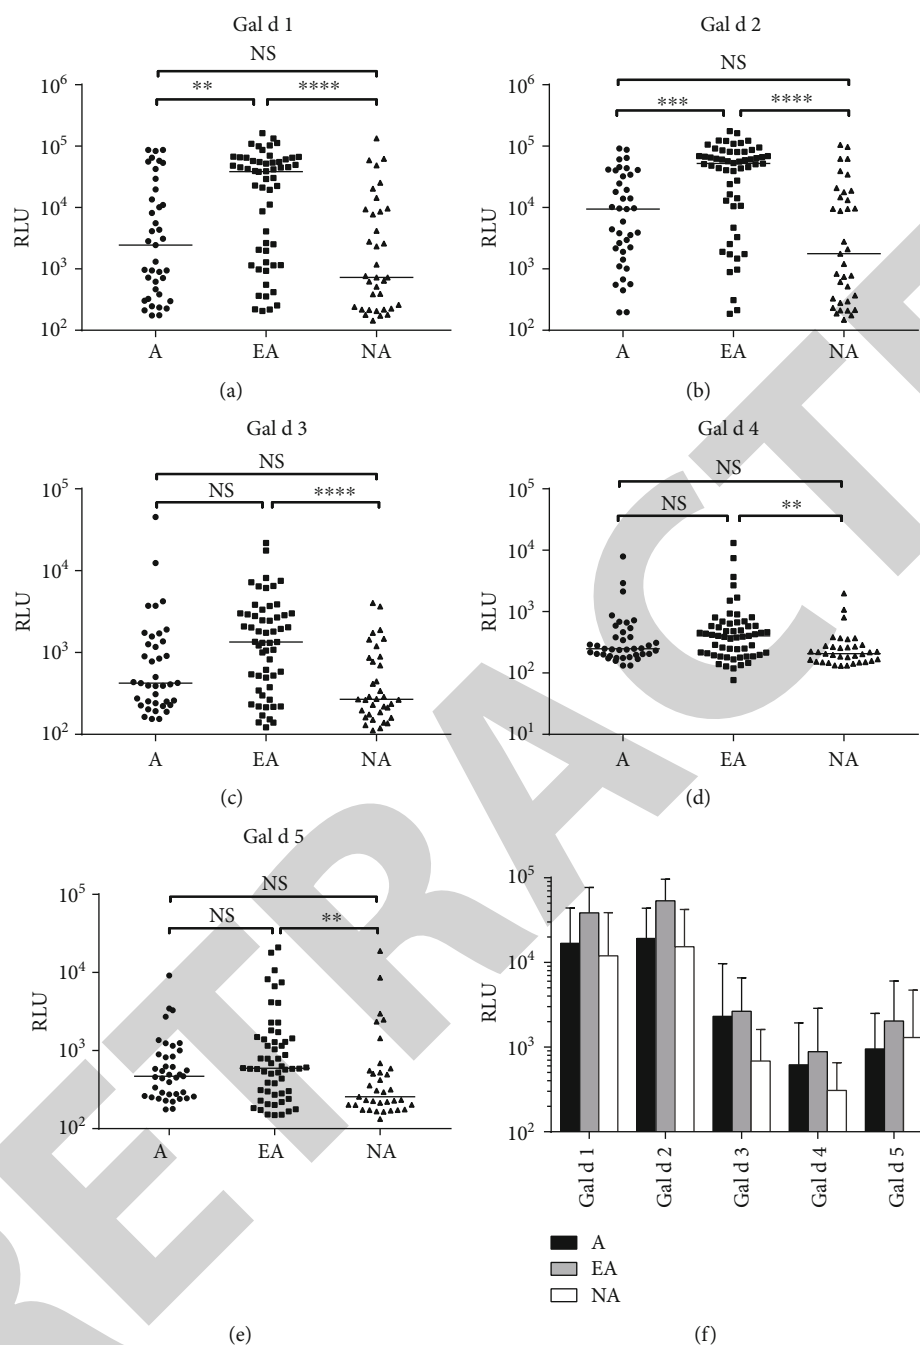 Gal d 1
NS
** ****
10^6
10^5
10^4
10^3
10^2
RLU
A EA NA
(a)
Gal d 2
NS
*** ****
10^6
10^5
10^4
10^3
10^2
RLU
A EA NA
(b)
Gal d 3
NS
NS ****
10^5
10^4
10^3
10^2
RLU
A EA NA
(c)
Gal d 4
NS
NS **
10^5
10^4
10^3
10^2
10^1
RLU
A EA NA
(d)
Gal d 5
NS
NS **
10^5
10^4
10^3
10^2
RLU
A EA NA
(e)
10^5
10^4
10^3
10^2
RLU
Gal d 1
Gal d 2
Gal d 3
Gal d 4
Gal d 5
A
EA
NA
(f)
RETRACTE